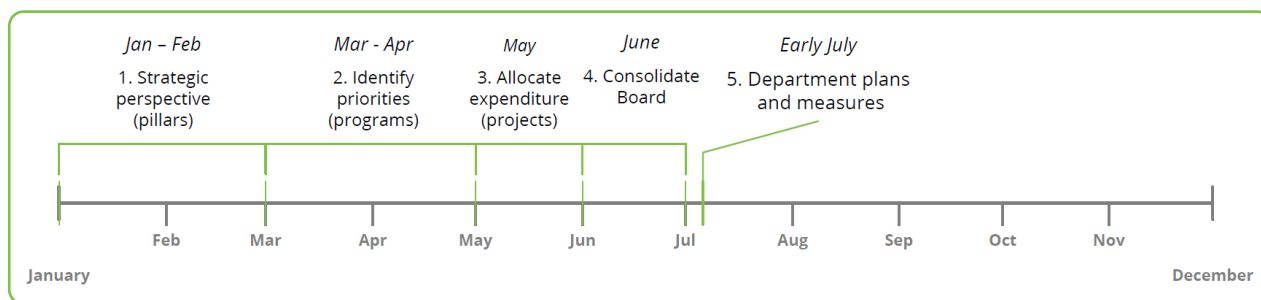 Jan – Feb
1. Strategic
perspective
(pillars)
Mar - Apr
2. Identify
priorities
(programs)
May
3. Allocate
expenditure
(projects)
June
4. Consolidate
Board
Early July
5. Department plans
and measures
Feb
Mar
Apr
May
Jun
Jul
Aug
Sep
Oct
Nov
January
December